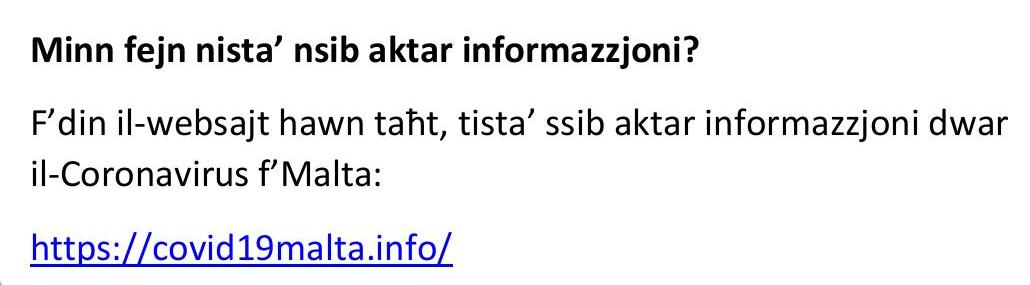 Minn fejn nista’ nsib aktar informazzjoni?
F’din il-websajt hawn taħt, tista’ ssib aktar informazzjoni dwar
il-Coronavirus f’Malta:
https://covid19malta.info/